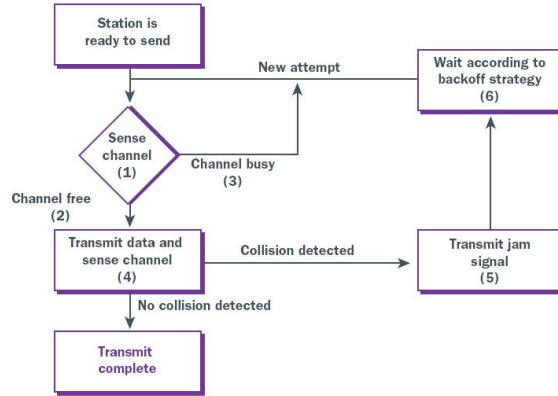 Station is
ready to send
New attempt
Wait according to
backoff strategy
(6)
Sense
channel
(1)
Channel busy
(3)
Channel free
(2)
Transmit data and
sense channel
(4)
Collision detected
Transmit jam
signal
(5)
No collision detected
Transmit
complete